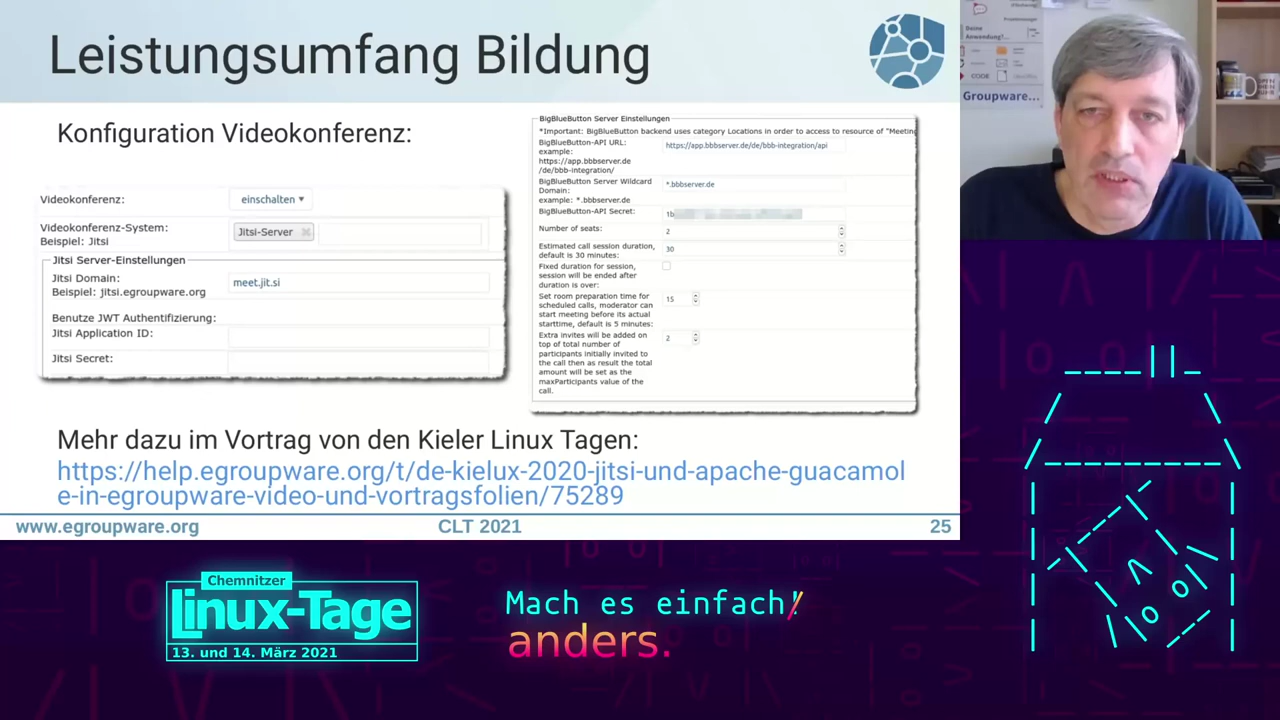 Leistungsumfang Bildung
Konfiguration Videokonferenz:
Videokonferenz:
einschalten
Videokonferenz-System:
Beispiel: Jitsi
Jitsi-Server
Jitsi Server-Einstellungen
Jitsi Domain:
Beispiel: jitsi.egroupware.org
meet.jit.si
Benutze JWT Authentifizierung:
Jitsi Application ID:
Jitsi Secret:
BigBlueButton Server Einstellungen
*Important: BigBlueButton backend uses category Locations in order to access to resource of "Meeting
BigBlueButton-API URL:
example:
https://app.bbbserver.de
/de/bbb-integration/
https://app.bbbserver.de/de/bbb-integration/api
BigBlueButton Server Wildcard
Domain:
example: *.bbbserver.de
*.bbbserver.de
BigBlueButton-API Secret:
1b
Number of seats:
2
Estimated call session duration,
default is 30 minutes:
30
Fixed duration for session,
session will be ended after
duration is over:
Set room preparation time for
scheduled calls, moderator can
start meeting before its actual
starttime, default is 5 minutes:
15
Extra invites will be added on
top of total number of
participants initially invited to
the call then as result the total
amount will be set as the
maxParticipants value of the
call.
2
Mehr dazu im Vortrag von den Kieler Linux Tagen:
https://help.egroupware.org/t/de-kielux-2020-jitsi-und-apache-guacamol
e-in-egroupware-video-und-vortragsfolien/75289
www.egroupware.org
CLT 2021
25
Deine
Anwendung?...
CODE
Groupware...
Chemnitzer
Linux-Tage
13. und 14. März 2021
Mach es einfach!
anders.